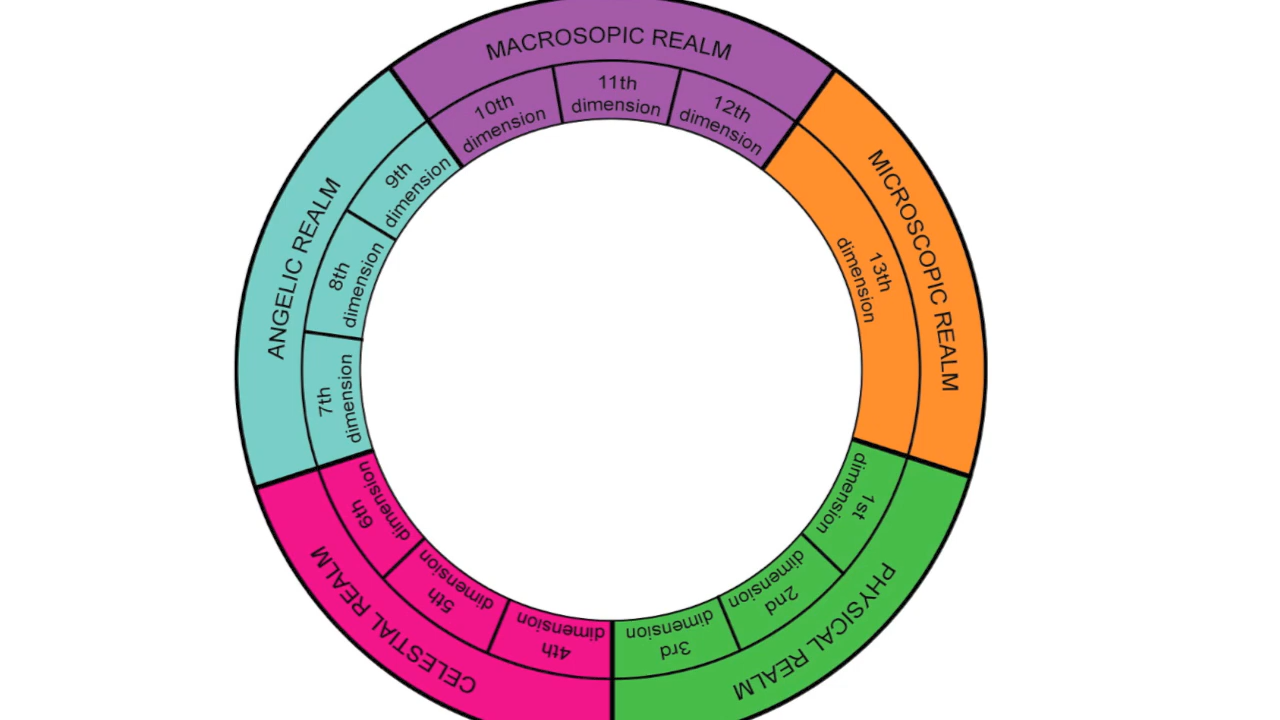 MACROSOPIC REALM
10th
dimension
11th
dimension
12th
dimension
MICROSCOPIC REALM
13th
dimension
PHYSICAL REALM
1st
dimension
2nd
dimension
3rd
dimension
CELESTIAL REALM
4th
dimension
5th
dimension
6th
dimension
ANGELIC REALM
7th
dimension
8th
dimension
9th
dimension